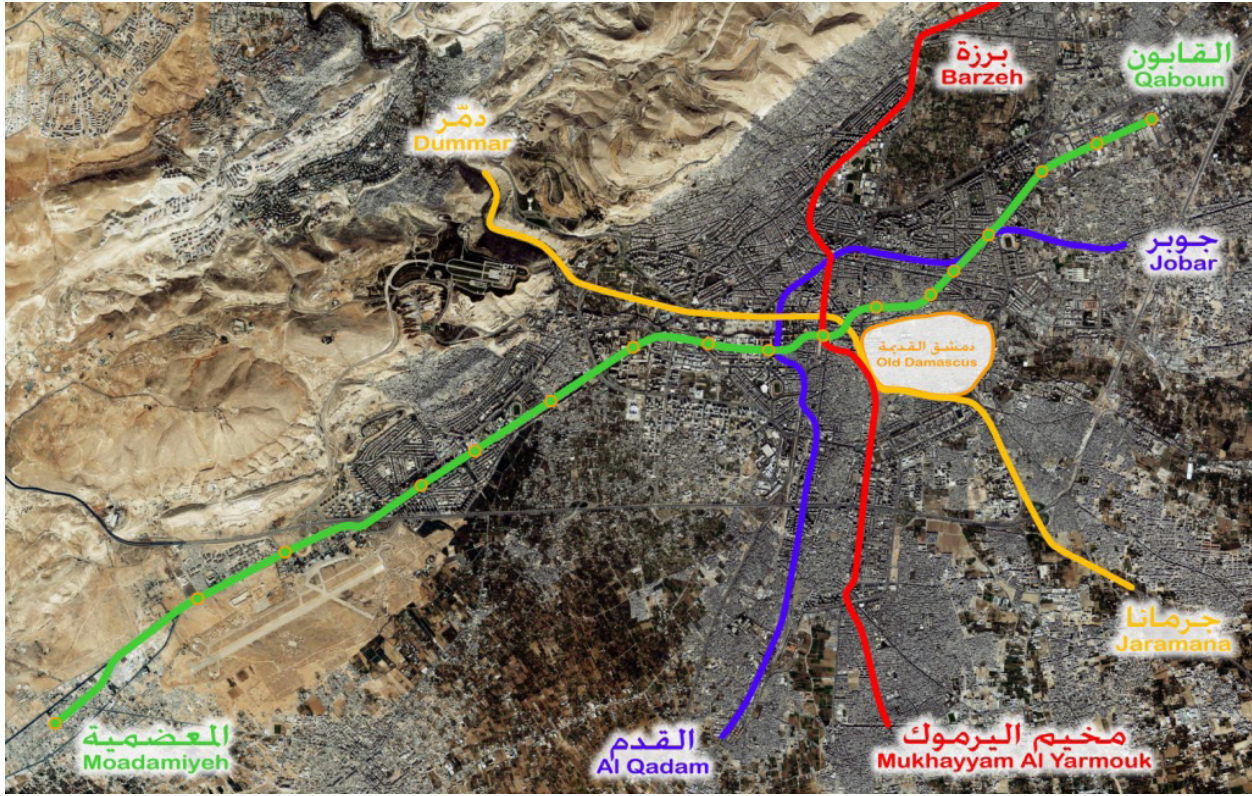 برزة
Barzeh
القابون
Qaboun
دمّر
Dummar
جوبر
Jobar
دمشق القديمة
Old Damascus
جرمانا
Jaramana
المعضمية
Moadamiyeh
القدم
Al Qadam
مخيم اليرموك
Mukhayyam Al Yarmouk